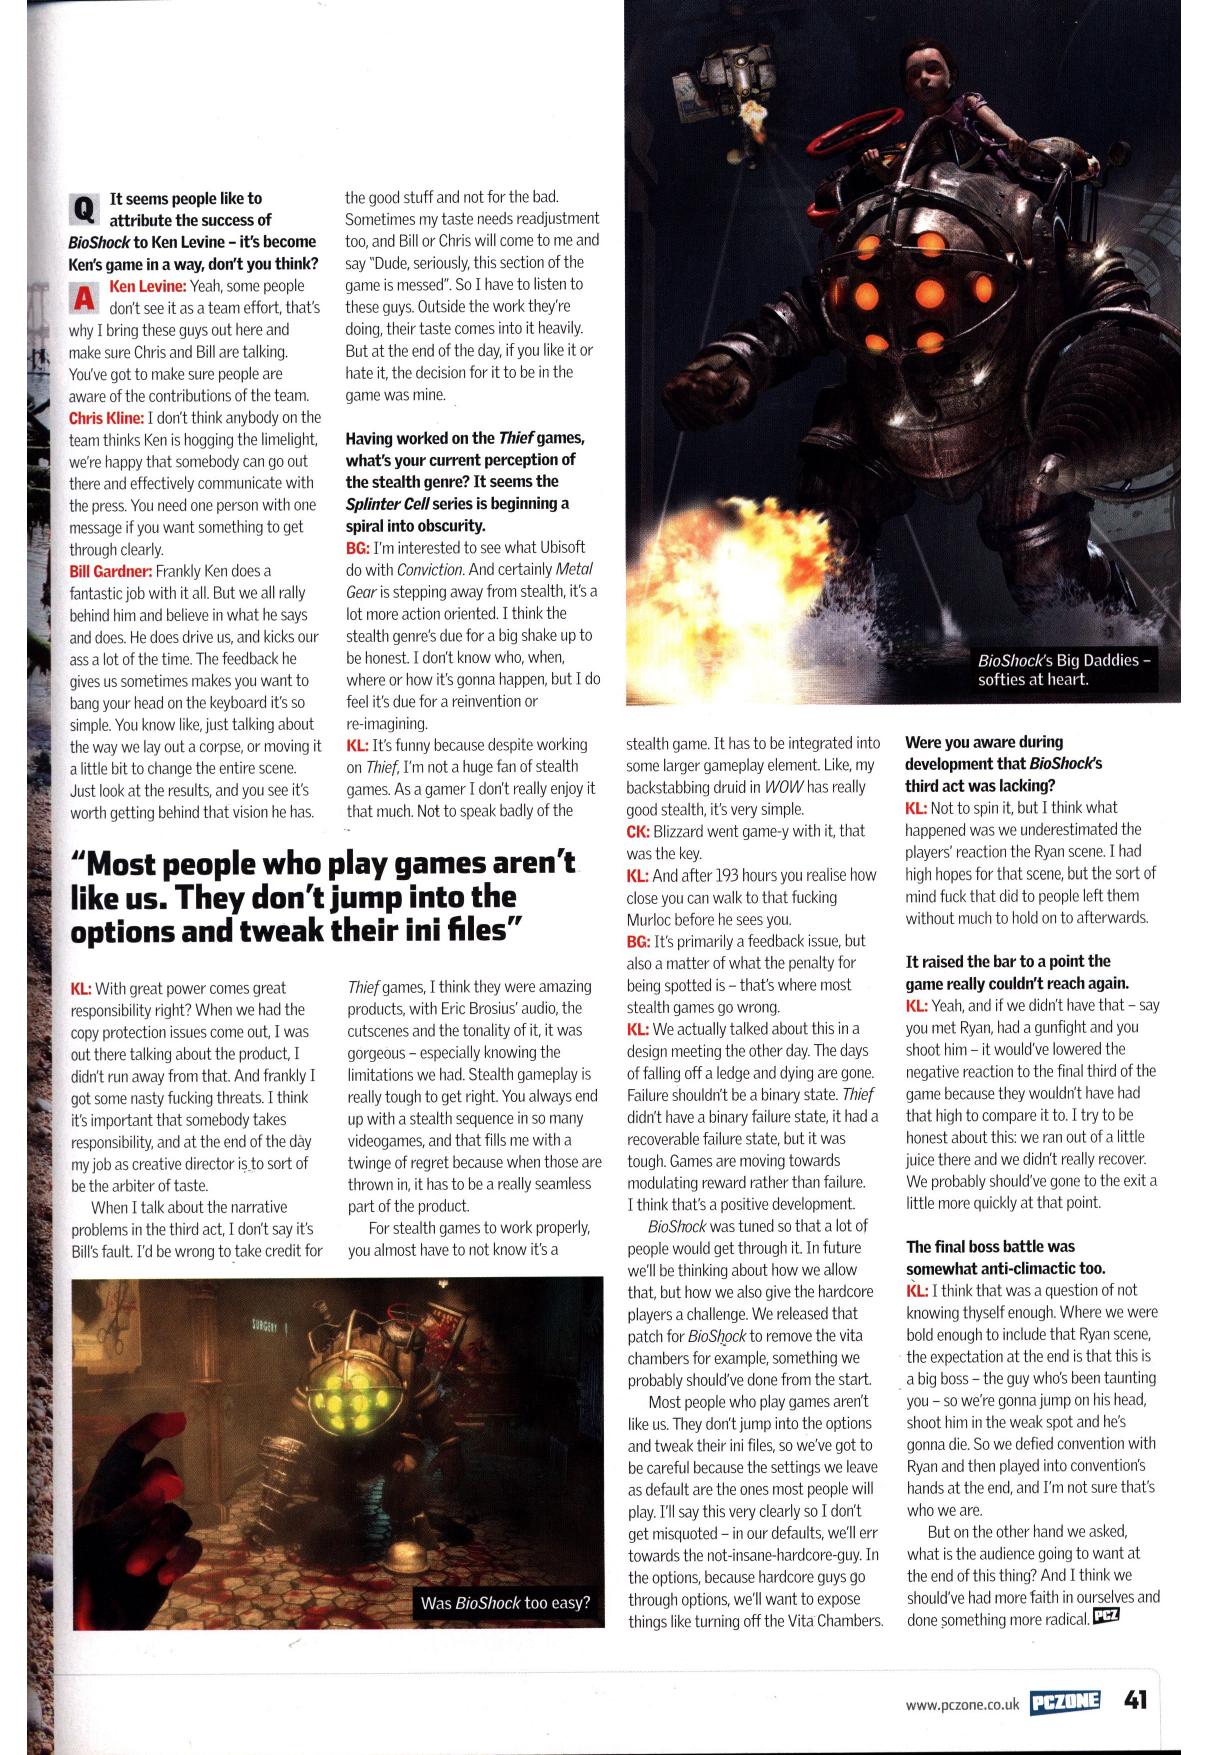 Q It seems people like to
attribute the success of
BioShock to Ken Levine – it's become
Ken's game in a way, don't you think?
A Ken Levine: Yeah, some people
don't see it as a team effort, that's
why I bring these guys out here and
make sure Chris and Bill are talking.
You've got to make sure people are
aware of the contributions of the team.
Chris Kline: I don't think anybody on the
team thinks Ken is hogging the limelight,
we're happy that somebody can go out
there and effectively communicate with
the press. You need one person with one
message if you want something to get
through clearly.
Bill Gardner: Frankly Ken does a
fantastic job with it all. But we all rally
behind him and believe in what he says
and does. He does drive us, and kicks our
ass a lot of the time. The feedback he
gives us sometimes makes you want to
bang your head on the keyboard it's so
simple. You know like, just talking about
the way we lay out a corpse, or moving it
a little bit to change the entire scene.
Just look at the results, and you see it's
worth getting behind that vision he has.
"Most people who play games aren't
like us. They don't jump into the
options and tweak their ini files"
KL: With great power comes great
responsibility right? When we had the
copy protection issues come out, I was
out there talking about the product, I
didn't run away from that. And frankly I
got some nasty fucking threats. I think
it's important that somebody takes
responsibility, and at the end of the day
my job as creative director is to sort of
be the arbiter of taste.
When I talk about the narrative
problems in the third act, I don't say it's
Bill's fault. I'd be wrong to take credit for
the good stuff and not for the bad.
Sometimes my taste needs readjustment
too, and Bill or Chris will come to me and
say "Dude, seriously, this section of the
game is messed". So I have to listen to
these guys. Outside the work they're
doing, their taste comes into it heavily.
But at the end of the day, if you like it or
hate it, the decision for it to be in the
game was mine.
Having worked on the Thief games,
what's your current perception of
the stealth genre? It seems the
Splinter Cell series is beginning a
spiral into obscurity.
BG: I'm interested to see what Ubisoft
do with Conviction. And certainly Metal
Gear is stepping away from stealth, it's a
lot more action oriented. I think the
stealth genre's due for a big shake up to
be honest. I don't know who, when,
where or how it's gonna happen, but I do
feel it's due for a reinvention or
re-imagining.
KL: It's funny because despite working
on Thief, I'm not a huge fan of stealth
games. As a gamer I don't really enjoy it
that much. Not to speak badly of the
Thief games, I think they were amazing
products, with Eric Brosius' audio, the
cutscenes and the tonality of it, it was
gorgeous – especially knowing the
limitations we had. Stealth gameplay is
really tough to get right. You always end
up with a stealth sequence in so many
videogames, and that fills me with a
twinge of regret because when those are
thrown in, it has to be a really seamless
part of the product.
For stealth games to work properly,
you almost have to not know it's a
SURGERY
Was BioShock too easy?
BioShock's Big Daddies –
softies at heart.
stealth game. It has to be integrated into
some larger gameplay element. Like, my
backstabbing druid in WOW has really
good stealth, it's very simple.
CK: Blizzard went game-y with it, that
was the key.
KL: And after 193 hours you realise how
close you can walk to that fucking
Murloc before he sees you.
BG: It's primarily a feedback issue, but
also a matter of what the penalty for
being spotted is – that's where most
stealth games go wrong.
KL: We actually talked about this in a
design meeting the other day. The days
of falling off a ledge and dying are gone.
Failure shouldn't be a binary state. Thief
didn't have a binary failure state, it had a
recoverable failure state, but it was
tough. Games are moving towards
modulating reward rather than failure.
I think that's a positive development.
BioShock was tuned so that a lot of
people would get through it. In future
we'll be thinking about how we allow
that, but how we also give the hardcore
players a challenge. We released that
patch for BioShock to remove the vita
chambers for example, something we
probably should've done from the start.
Most people who play games aren't
like us. They don't jump into the options
and tweak their ini files, so we've got to
be careful because the settings we leave
as default are the ones most people will
play. I'll say this very clearly so I don't
get misquoted – in our defaults, we'll err
towards the not-insane-hardcore-guy. In
the options, because hardcore guys go
through options, we'll want to expose
things like turning off the Vita Chambers.
Were you aware during
development that BioShock's
third act was lacking?
KL: Not to spin it, but I think what
happened was we underestimated the
players' reaction the Ryan scene. I had
high hopes for that scene, but the sort of
mind fuck that did to people left them
without much to hold on to afterwards.
It raised the bar to a point the
game really couldn't reach again.
KL: Yeah, and if we didn't have that – say
you met Ryan, had a gunfight and you
shoot him – it would've lowered the
negative reaction to the final third of the
game because they wouldn't have had
that high to compare it to. I try to be
honest about this: we ran out of a little
juice there and we didn't really recover.
We probably should've gone to the exit a
little more quickly at that point.
The final boss battle was
somewhat anti-climactic too.
KL: I think that was a question of not
knowing thyself enough. Where we were
bold enough to include that Ryan scene,
the expectation at the end is that this is
a big boss – the guy who's been taunting
you – so we're gonna jump on his head,
shoot him in the weak spot and he's
gonna die. So we defied convention with
Ryan and then played into convention's
hands at the end, and I'm not sure that's
who we are.
But on the other hand we asked,
what is the audience going to want at
the end of this thing? And I think we
should've had more faith in ourselves and
done something more radical. PCZ
www.pczone.co.uk PCZONE 41